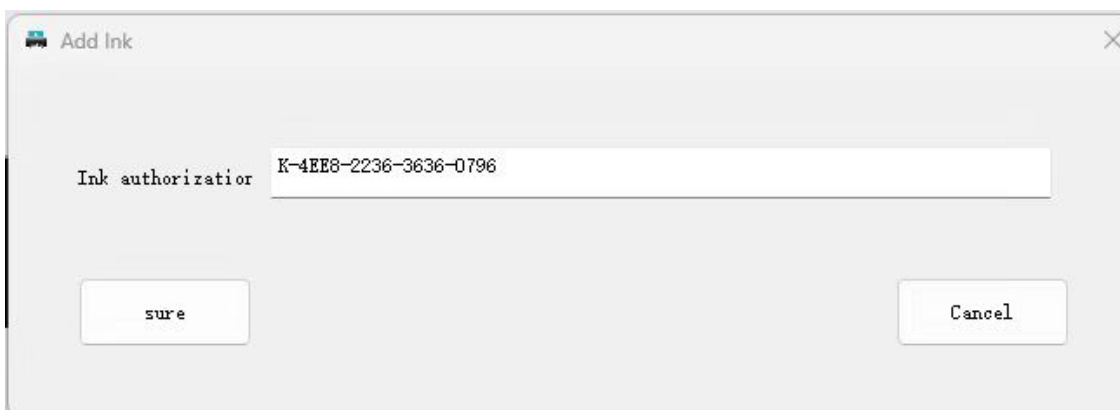 Add Ink
Ink authorizatior
K-4EE8-2236-3636-0796
sure
Cancel